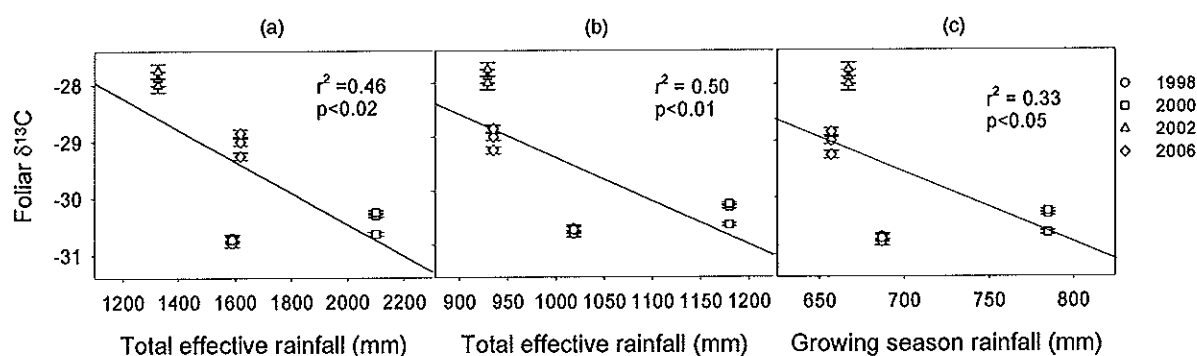 (a) (b) (c)
r² =0.46
p<0.02
r² = 0.50
p<0.01
r² = 0.33
p<0.05
1998
2000
2002
2006
Foliar δ¹³C
-28
-29
-30
-31
1200 1400 1600 1800 2000 2200
900 950 1000 1050 1100 1150 1200
650 700 750 800
Total effective rainfall (mm) Total effective rainfall (mm) Growing season rainfall (mm)